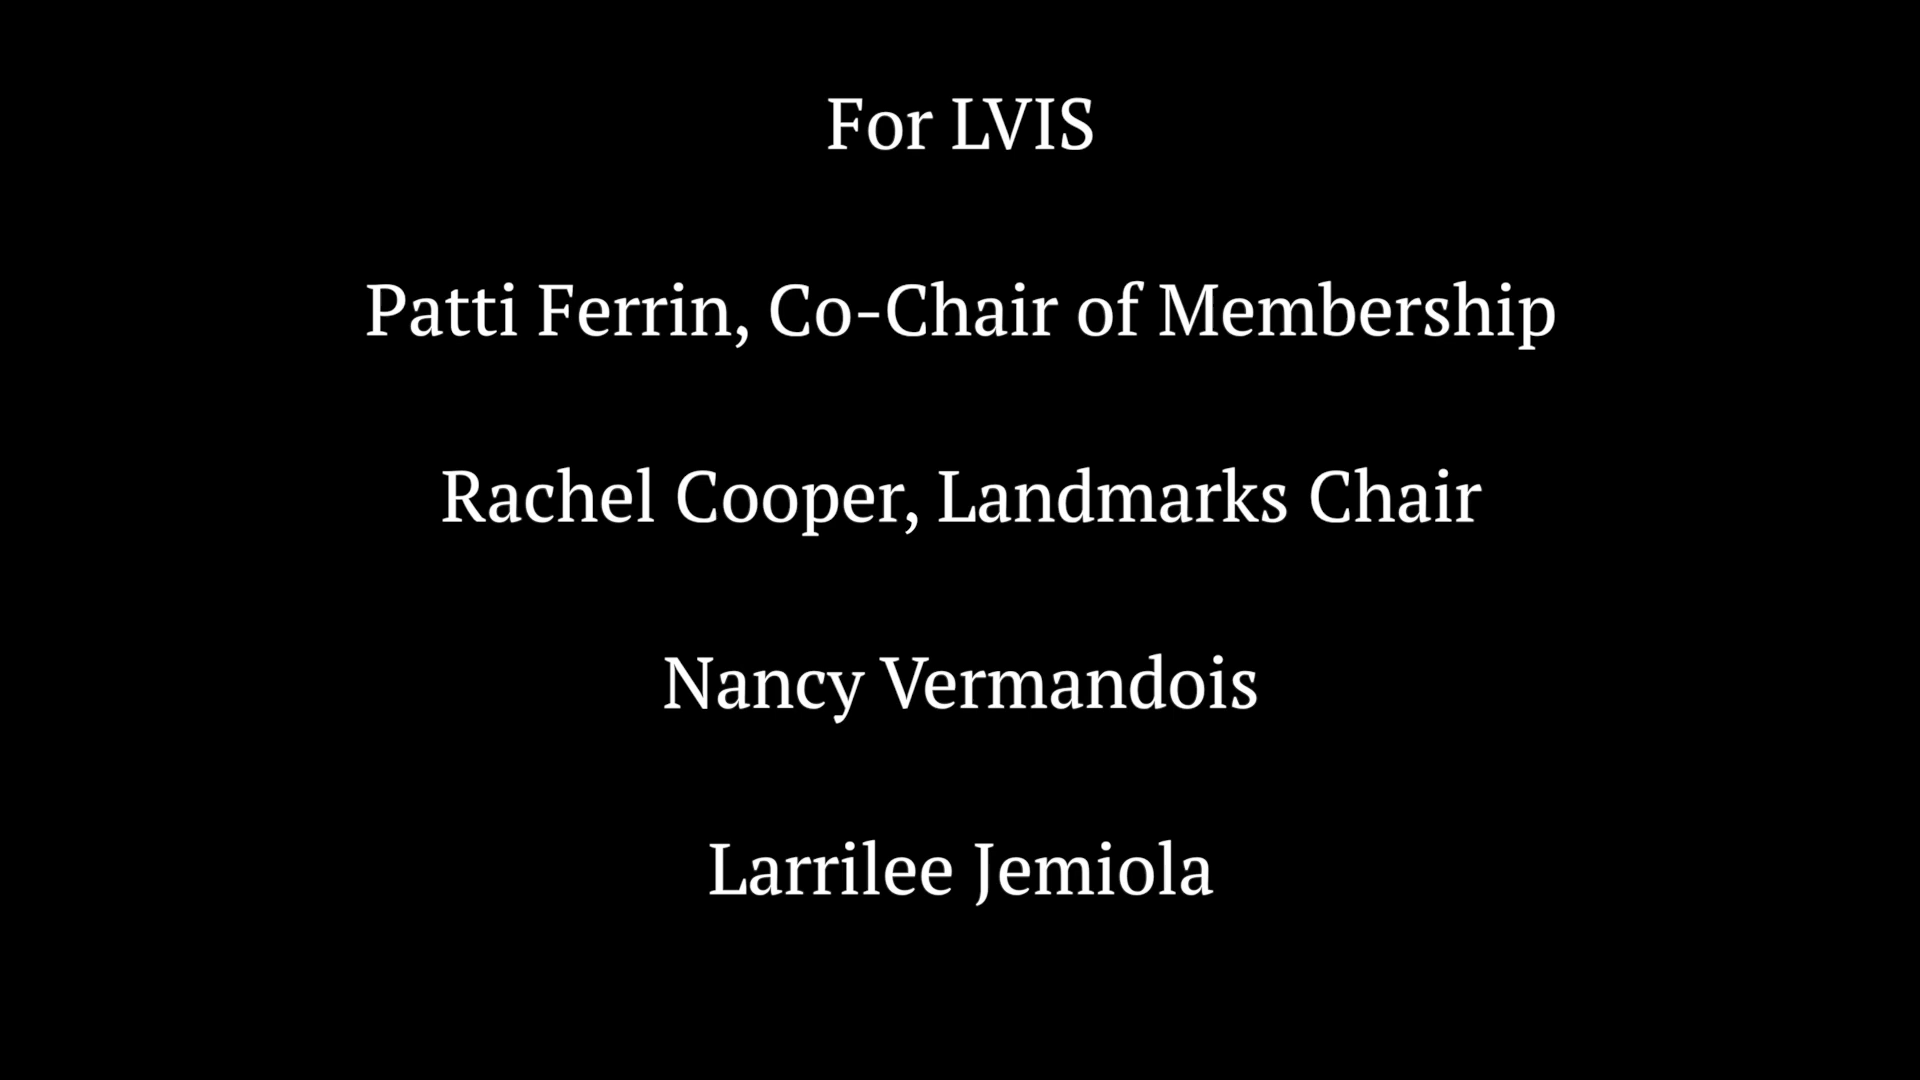 For LVIS
Patti Ferrin, Co-Chair of Membership
Rachel Cooper, Landmarks Chair
Nancy Vermandois
Larrilee Jemiola